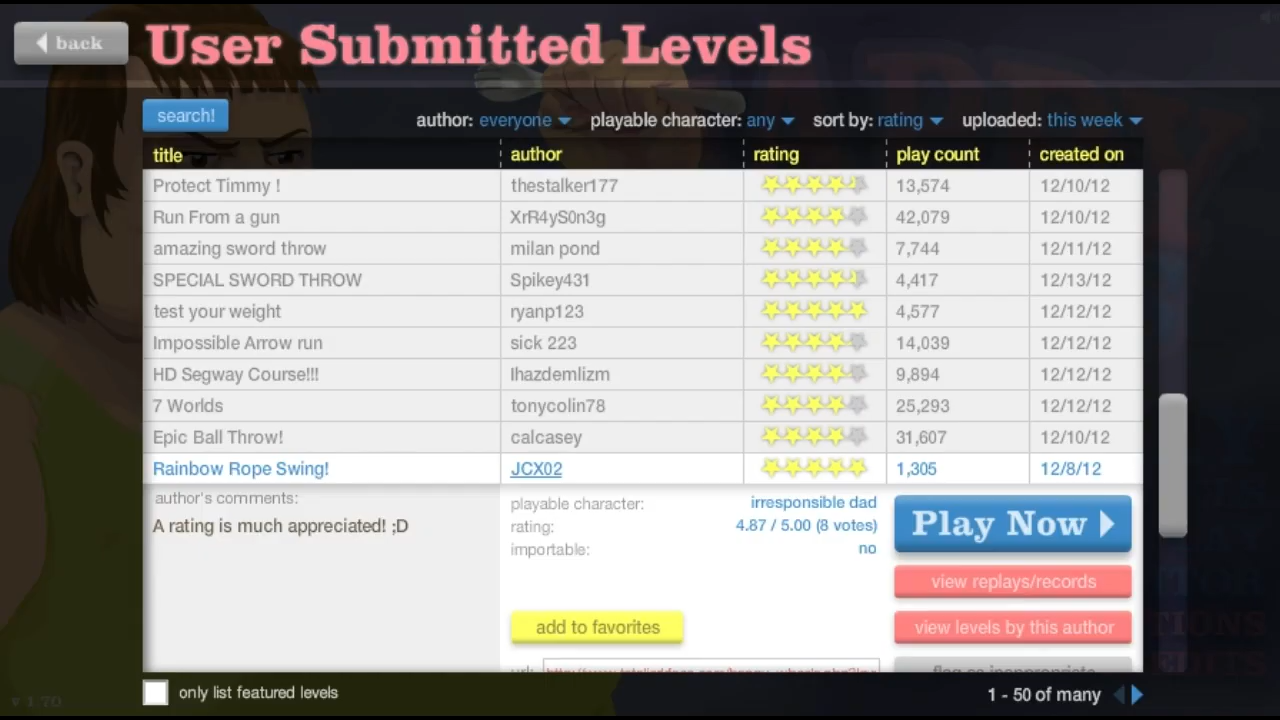 back
User Submitted Levels
search!
author: everyone playable character: any sort by: rating uploaded: this week
title author rating play count created on
Protect Timmy ! thestalker177 13,574 12/10/12
Run From a gun XrR4yS0n3g 42,079 12/10/12
amazing sword throw milan pond 7,744 12/11/12
SPECIAL SWORD THROW Spikey431 4,417 12/13/12
test your weight ryanp123 4,577 12/12/12
Impossible Arrow run sick 223 14,039 12/12/12
HD Segway Course!!! Ihazdemlizm 9,894 12/12/12
7 Worlds tonycolin78 25,293 12/12/12
Epic Ball Throw! calcasey 31,607 12/10/12
Rainbow Rope Swing! JCX02 1,305 12/8/12
author's comments:
A rating is much appreciated! ;D
playable character: irresponsible dad
rating: 4.87 / 5.00 (8 votes)
importable: no
Play Now
view replays/records
add to favorites
view levels by this author
flag as inappropriate
only list featured levels
1 - 50 of many
v 1.70